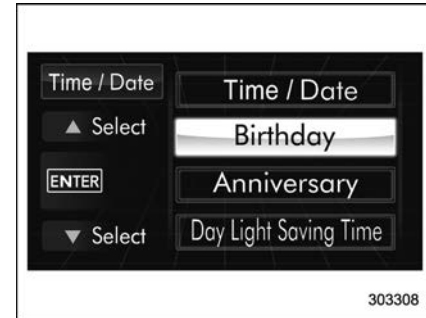 Time / Date
▲ Select
ENTER
▼ Select
Time / Date
Birthday
Anniversary
Day Light Saving Time
303308